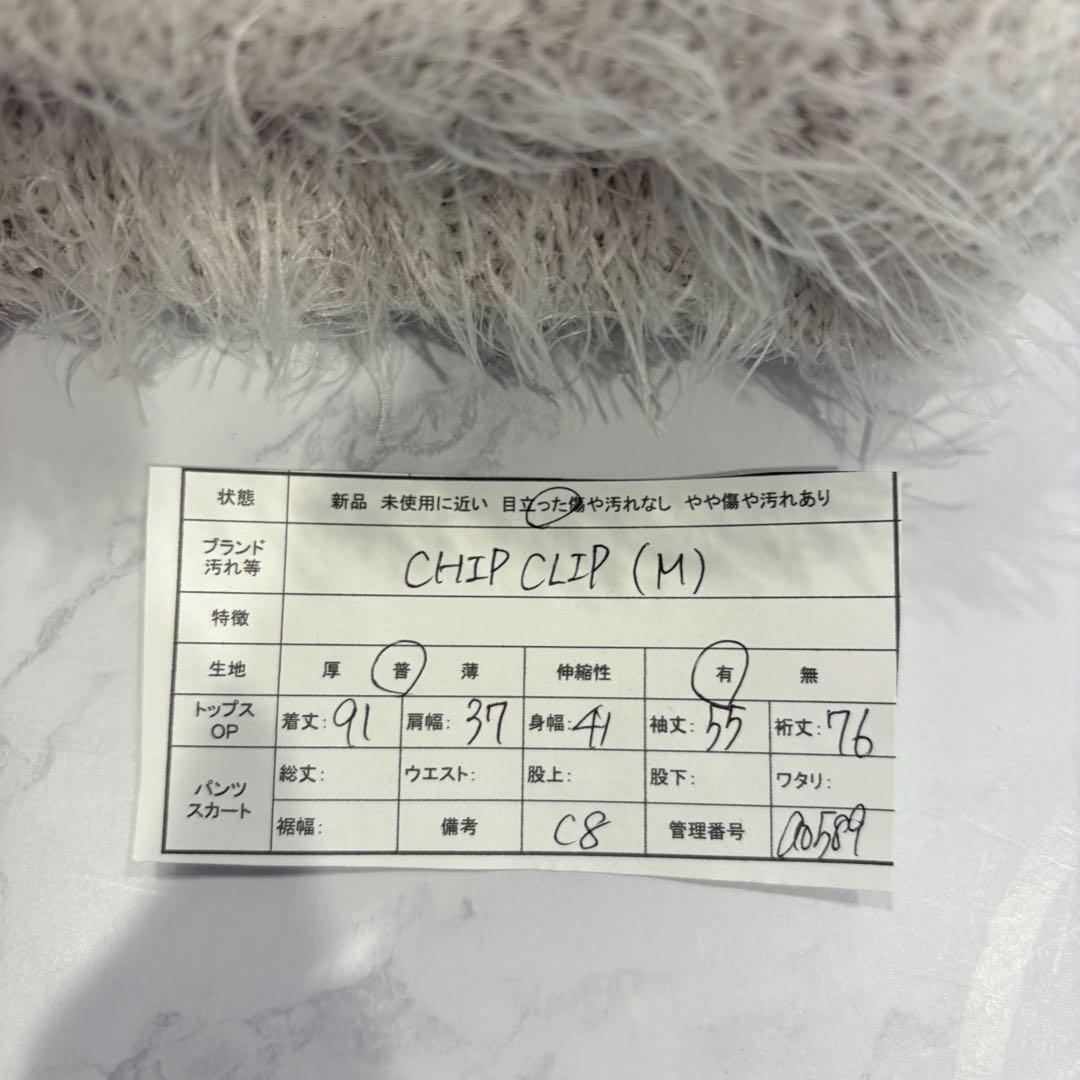 状態 新品 未使用に近い 目立った傷や汚れなし やや傷や汚れあり
ブランド
汚れ等 CHIP CLIP (M)
特徴
生地 厚 普 薄 伸縮性 有 無
トップス
OP 着丈:91 肩幅:37 身幅:41 袖丈:55 裄丈:76
パンツ
スカート 総丈: ウエスト: 股上: 股下: ワタリ:
裾幅: 備考 C8 管理番号 a0589